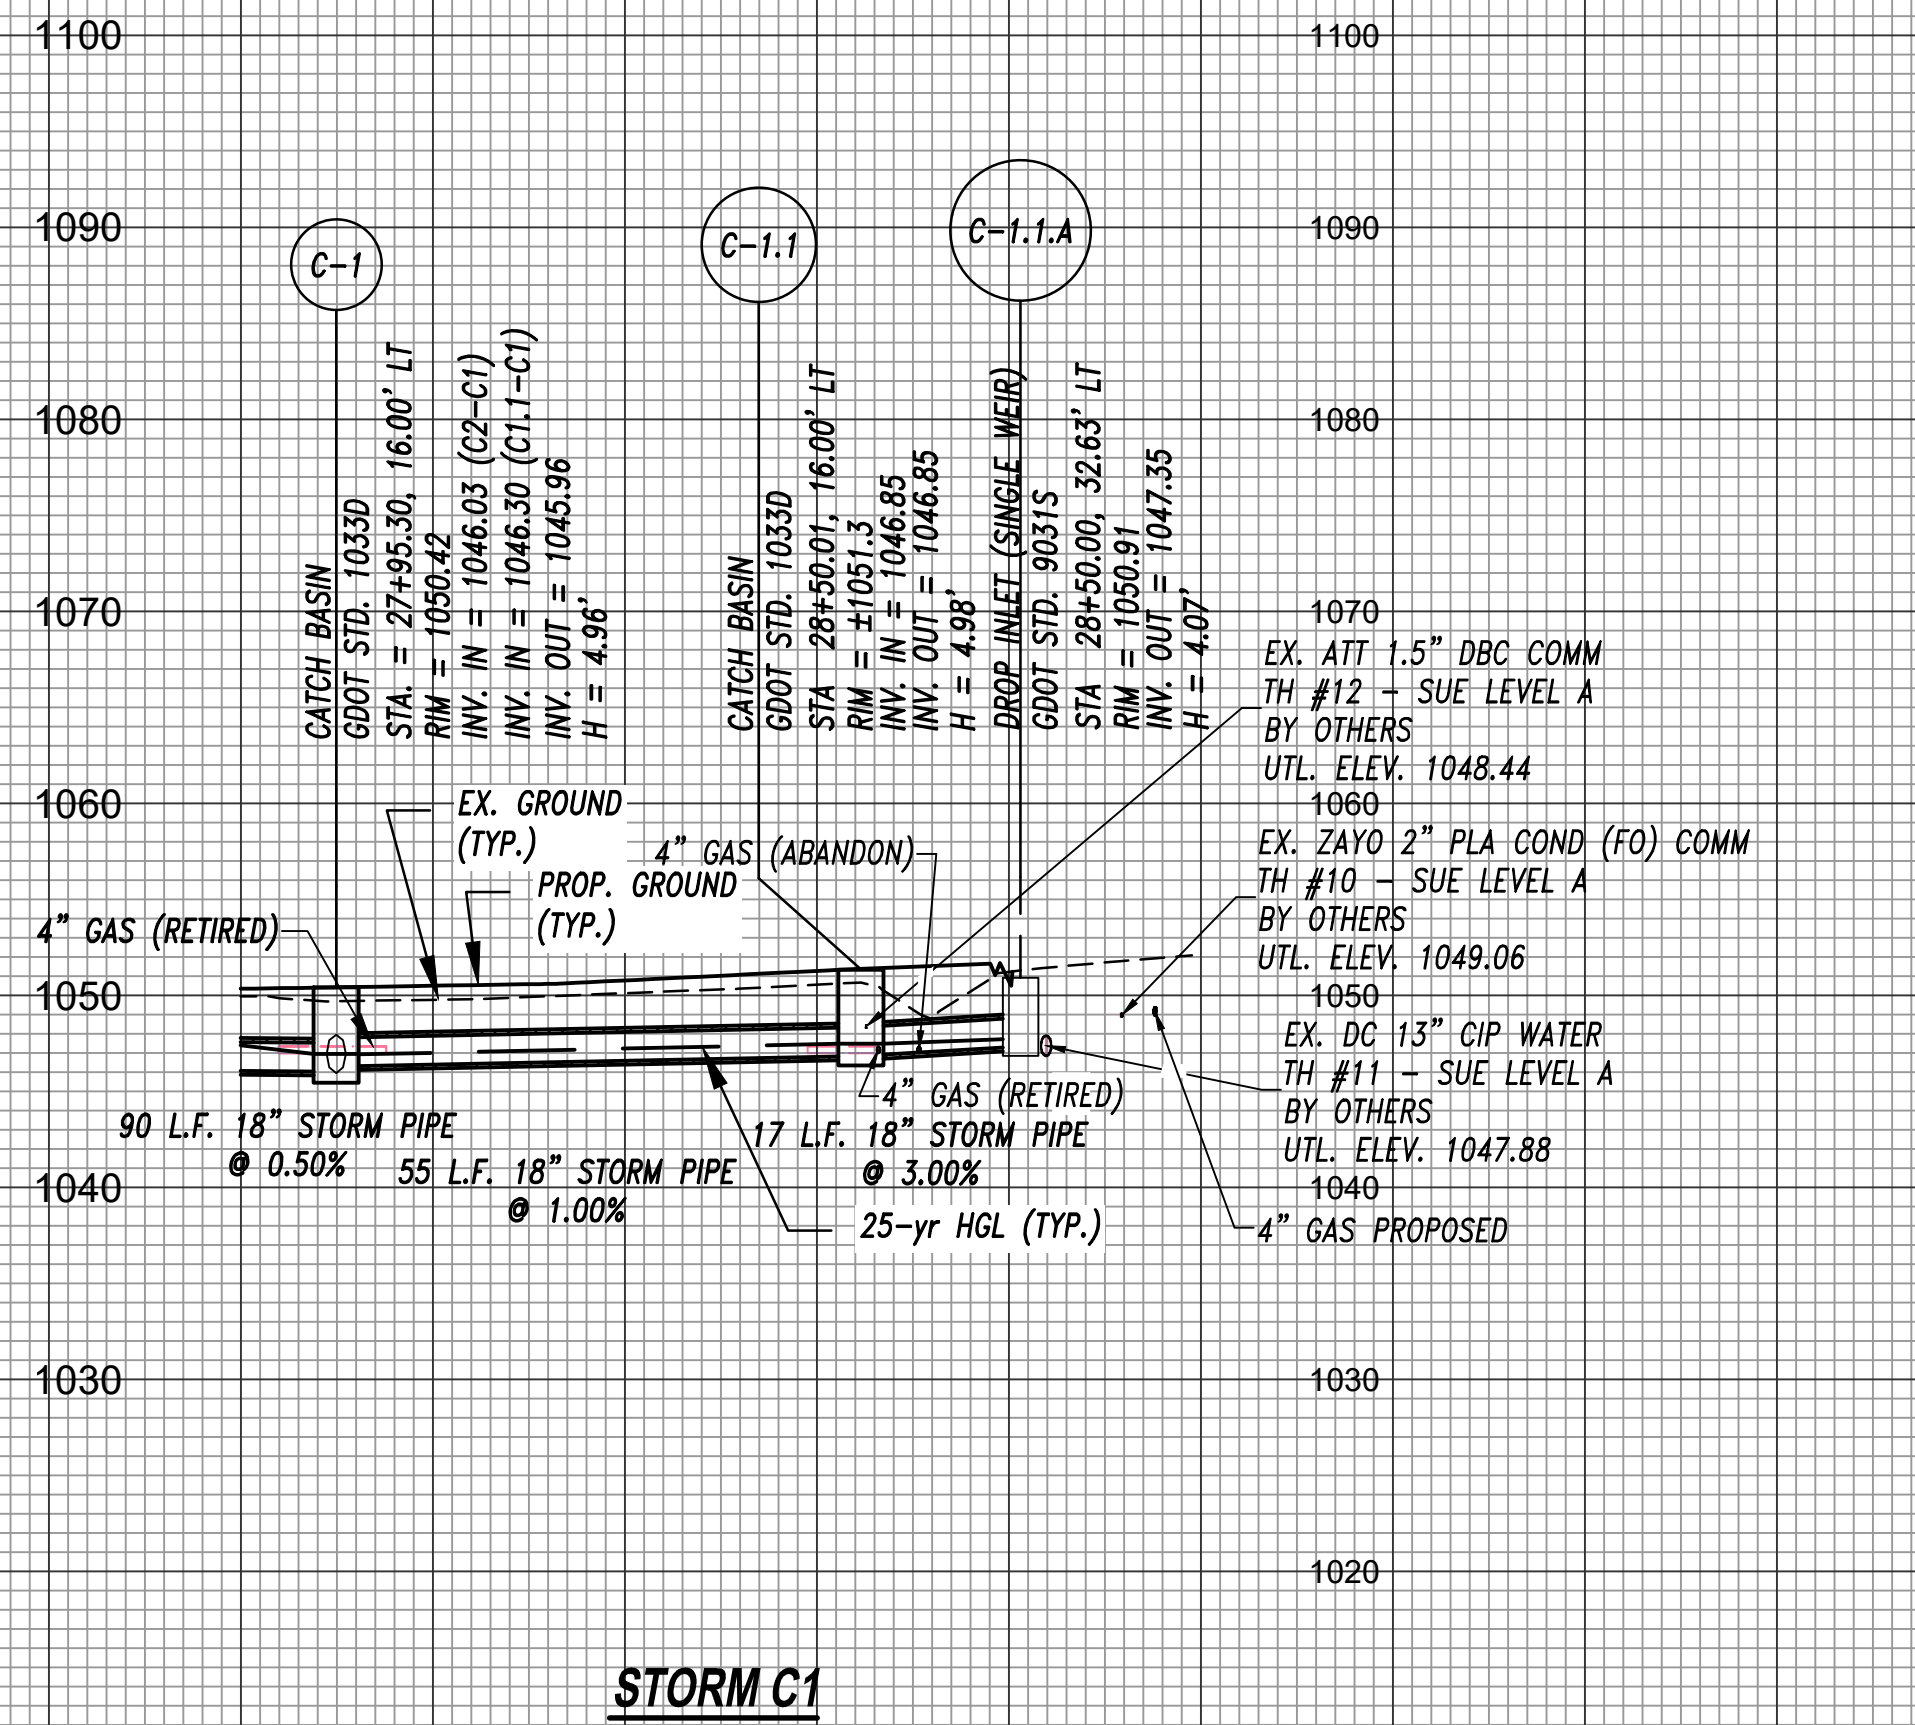 1100
1100
1090
1090
1080
1080
1070
1070
1060
1060
1050
1050
1040
1040
1030
1030
1020
C-1
CATCH BASIN
GDOT STD. 1033D
STA. = 27+95.30, 16.00' LT
RIM = 1050.42
INV. IN = 1046.03 (C2-C1)
INV. IN = 1046.30 (C1.1-C1)
INV. OUT = 1045.96
H = 4.96'
C-1.1
CATCH BASIN
GDOT STD. 1033D
STA 28+50.01, 16.00' LT
RIM = ±1051.3
INV. IN = 1046.85
INV. OUT = 1046.85
H = 4.98'
C-1.1.A
DROP INLET (SINGLE WEIR)
GDOT STD. 9031S
STA 28+50.00, 32.63' LT
RIM = 1050.91
INV. OUT = 1047.35
H = 4.07'
EX. ATT 1.5" DBC COMM
TH #12 - SUE LEVEL A
BY OTHERS
UTL. ELEV. 1048.44
EX. GROUND
(TYP.)
4" GAS (ABANDON)
PROP. GROUND
(TYP.)
4" GAS (RETIRED)
EX. ZAYO 2" PLA COND (FO) COMM
TH #10 - SUE LEVEL A
BY OTHERS
UTL. ELEV. 1049.06
EX. DC 13" CIP WATER
TH #11 - SUE LEVEL A
BY OTHERS
UTL. ELEV. 1047.88
4" GAS (RETIRED)
90 L.F. 18" STORM PIPE
@ 0.50%
55 L.F. 18" STORM PIPE
@ 1.00%
17 L.F. 18" STORM PIPE
@ 3.00%
25-yr HGL (TYP.)
4" GAS PROPOSED
STORM C1